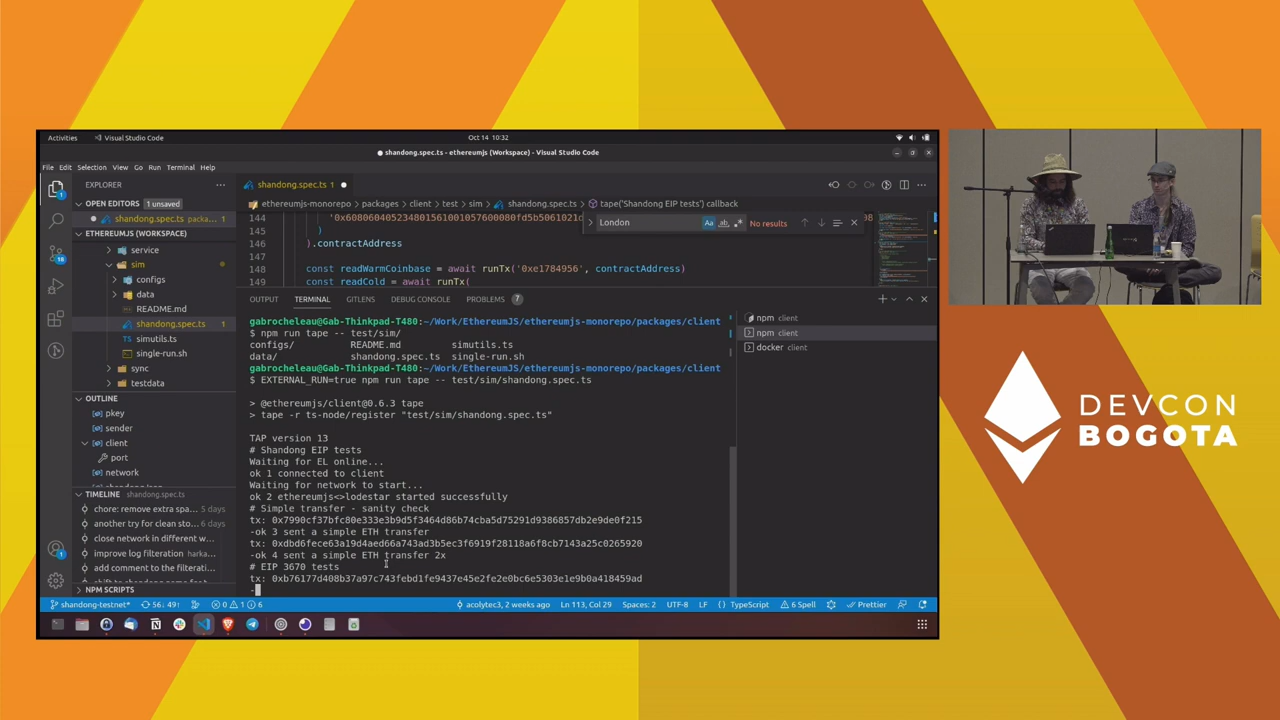 Activities
Visual Studio Code
Oct 14 10:32
● shandong.spec.ts - ethereumjs (Workspace) - Visual Studio Code
File Edit Selection View Go Run Terminal Help
EXPLORER
OPEN EDITORS 1 unsaved
shandong.spec.ts packa... 1
ETHEREUMJS (WORKSPACE)
service
sim
configs
data
README.md
shandong.spec.ts 1
simutils.ts
single-run.sh
sync
testdata
OUTLINE
pkey
sender
client
port
network
TIMELINE shandong.spec.ts
chore: remove extra spa... 5 days
another try for clean sto... 6 days
close network in different w...
improve log filteration harka...
add comment to the filterati...
NPM SCRIPTS
shandong.spec.ts 1 ●
ethereumjs-monorepo > packages > client > test > sim > shandong.spec.ts > tape('Shandong EIP tests') callback
London
No results
144
145 )
146 ).contractAddress
147
148 const readWarmCoinbase = await runTx('0xe1784956', contractAddress)
149 const readCold = await runTx(
OUTPUT TERMINAL GITLENS DEBUG CONSOLE PROBLEMS 7
npm client
npm client
docker client
gabrocheleau@Gab-Thinkpad-T480:~/Work/EthereumJS/ethereumjs-monorepo/packages/client
$ npm run tape -- test/sim/
configs/ README.md simutils.ts
data/ shandong.spec.ts single-run.sh
gabrocheleau@Gab-Thinkpad-T480:~/Work/EthereumJS/ethereumjs-monorepo/packages/client
$ EXTERNAL_RUN=true npm run tape -- test/sim/shandong.spec.ts
> @ethereumjs/client@0.6.3 tape
> tape -r ts-node/register "test/sim/shandong.spec.ts"
TAP version 13
# Shandong EIP tests
Waiting for EL online...
ok 1 connected to client
Waiting for network to start...
ok 2 ethereumjs<>lodestar started successfully
# Simple transfer - sanity check
tx: 0x7990cf37bfc80e333e3b9d5f3464d86b74cba5d75291d9386857db2e9de0f215
-ok 3 sent a simple ETH transfer
tx: 0xdbd6fece63a19d4aed66a743ad3b5ec3f6919f28118a6f8cb7143a25c0265920
-ok 4 sent a simple ETH transfer 2x
# EIP 3670 tests
tx: 0xb76177d408b37a97c743febd1fe9437e45e2fe2e0bc6e5303e1e9b0a418459ad
-
shandong-testnet* 56↓ 49↑ 0 1 6
acolytec3, 2 weeks ago Ln 113, Col 29 Spaces: 2 UTF-8 LF TypeScript 6 Spell Prettier
DEVCON
BOGOTA